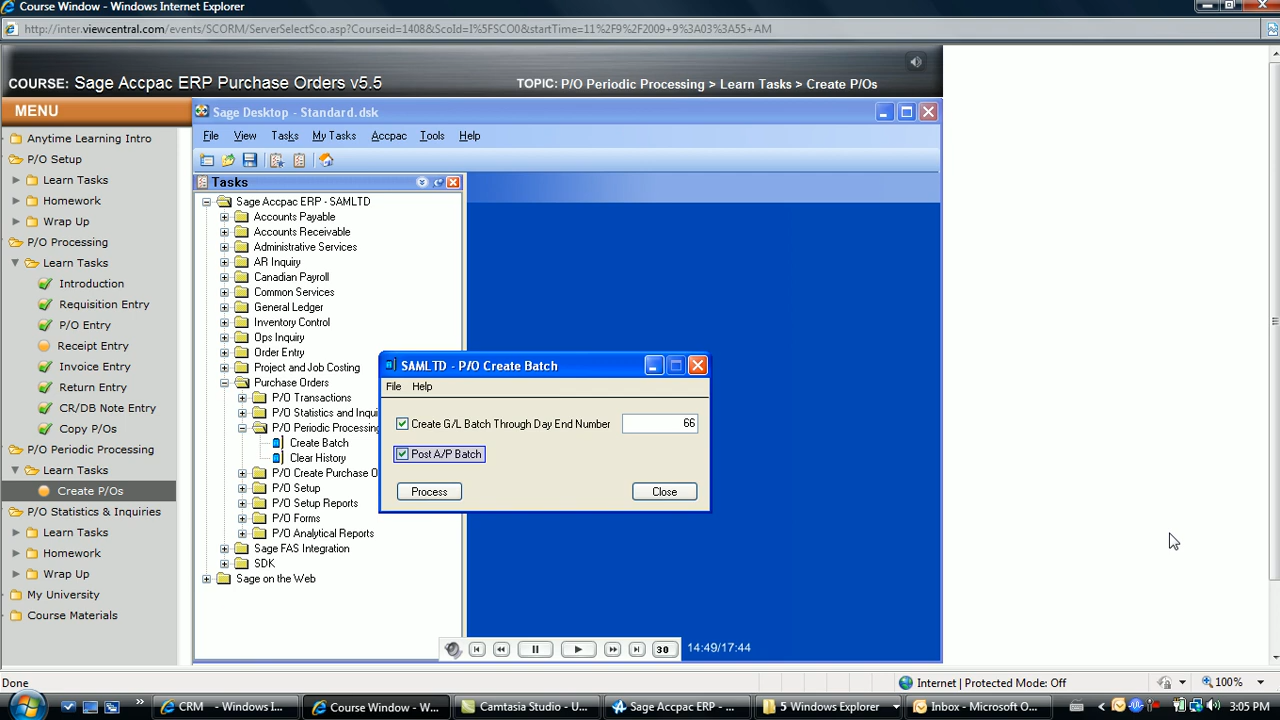 Course Window - Windows Internet Explorer
http://inter.viewcentral.com/events/SCORM/ServerSelectSco.asp?Courseid=1408&ScoId=I%5FSCO0&startTime=11%2F9%2F2009+9%3A03%3A55+AM
COURSE: Sage Accpac ERP Purchase Orders v5.5
TOPIC: P/O Periodic Processing > Learn Tasks > Create P/Os
MENU
Anytime Learning Intro
P/O Setup
Learn Tasks
Homework
Wrap Up
P/O Processing
Learn Tasks
Introduction
Requisition Entry
P/O Entry
Receipt Entry
Invoice Entry
Return Entry
CR/DB Note Entry
Copy P/Os
P/O Periodic Processing
Learn Tasks
Create P/Os
P/O Statistics & Inquiries
Learn Tasks
Homework
Wrap Up
My University
Course Materials
Sage Desktop - Standard.dsk
File View Tasks My Tasks Accpac Tools Help
Tasks
Sage Accpac ERP - SAMLTD
Accounts Payable
Accounts Receivable
Administrative Services
AR Inquiry
Canadian Payroll
Common Services
General Ledger
Inventory Control
Ops Inquiry
Order Entry
Project and Job Costing
Purchase Orders
P/O Transactions
P/O Statistics and Inqui
P/O Periodic Processing
Create Batch
Clear History
P/O Create Purchase O
P/O Setup
P/O Setup Reports
P/O Forms
P/O Analytical Reports
Sage FAS Integration
SDK
Sage on the Web
SAMLTD - P/O Create Batch
File Help
Create G/L Batch Through Day End Number 66
Post A/P Batch
Process Close
30 14:49/17:44
Done
Internet | Protected Mode: Off
100%
CRM - Windows I...
Course Window - W...
Camtasia Studio - U...
Sage Accpac ERP - ...
5 Windows Explorer
Inbox - Microsoft O...
3:05 PM